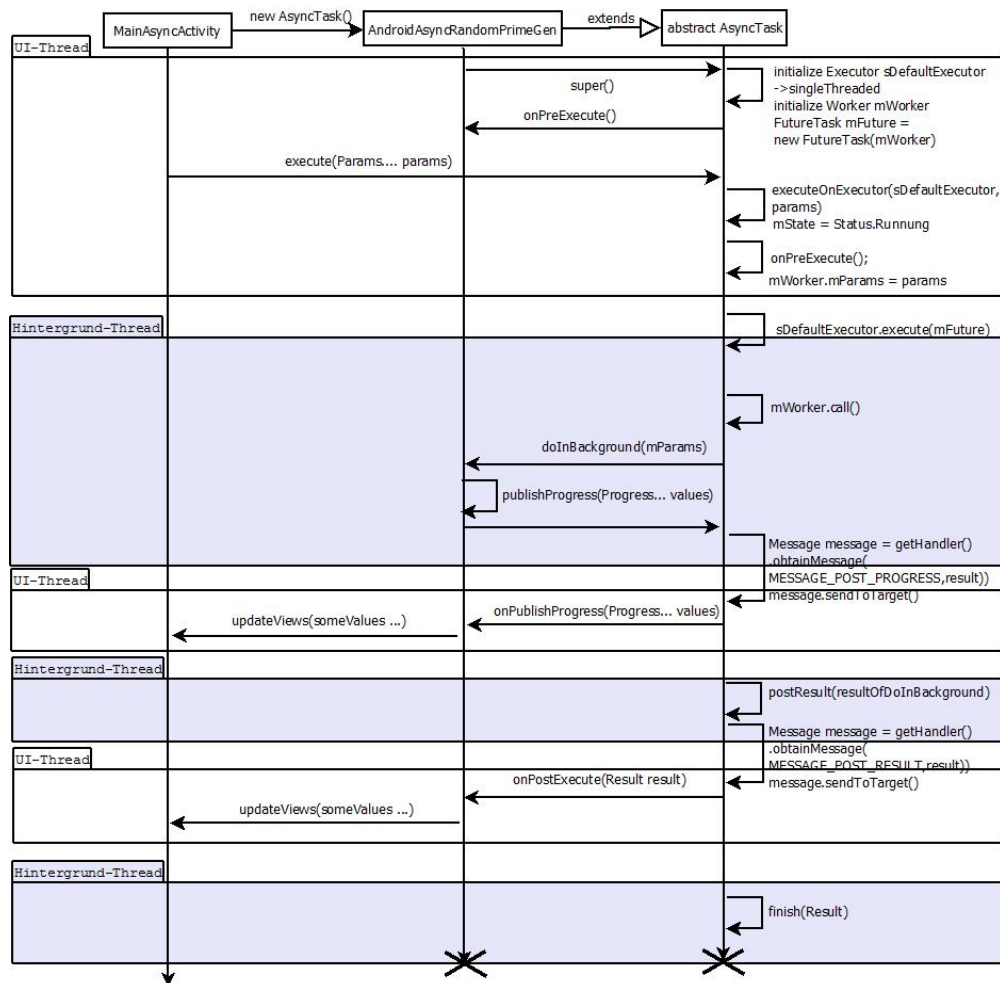 new AsyncTask()
extends
MainAsyncActivity
AndroidAsyncRandomPrimeGen
abstract AsyncTask
UI-Thread
initialize Executor sDefaultExecutor
->singleThreaded
super()
initialize Worker mWorker
onPreExecute()
FutureTask mFuture =
new FutureTask(mWorker)
execute(Params.... params)
executeOnExecutor(sDefaultExecutor,
params)
mState = Status.Runnung
onPreExecute();
mWorker.mParams = params
Hintergrund-Thread
sDefaultExecutor.execute(mFuture)
mWorker.call()
doInBackground(mParams)
publishProgress(Progress... values)
Message message = getHandler()
.obtainMessage(
UI-Thread
MESSAGE_POST_PROGRESS,result))
message.sendToTarget()
onPublishProgress(Progress... values)
updateViews(someValues ...)
Hintergrund-Thread
postResult(resultOfDoInBackground)
Message message = getHandler()
.obtainMessage(
UI-Thread
MESSAGE_POST_RESULT,result))
message.sendToTarget()
onPostExecute(Result result)
updateViews(someValues ...)
Hintergrund-Thread
finish(Result)